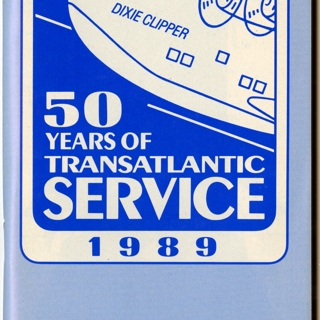 DIXIE CLIPPER
50
YEARS OF
TRANSATLANTIC
SERVICE
1989